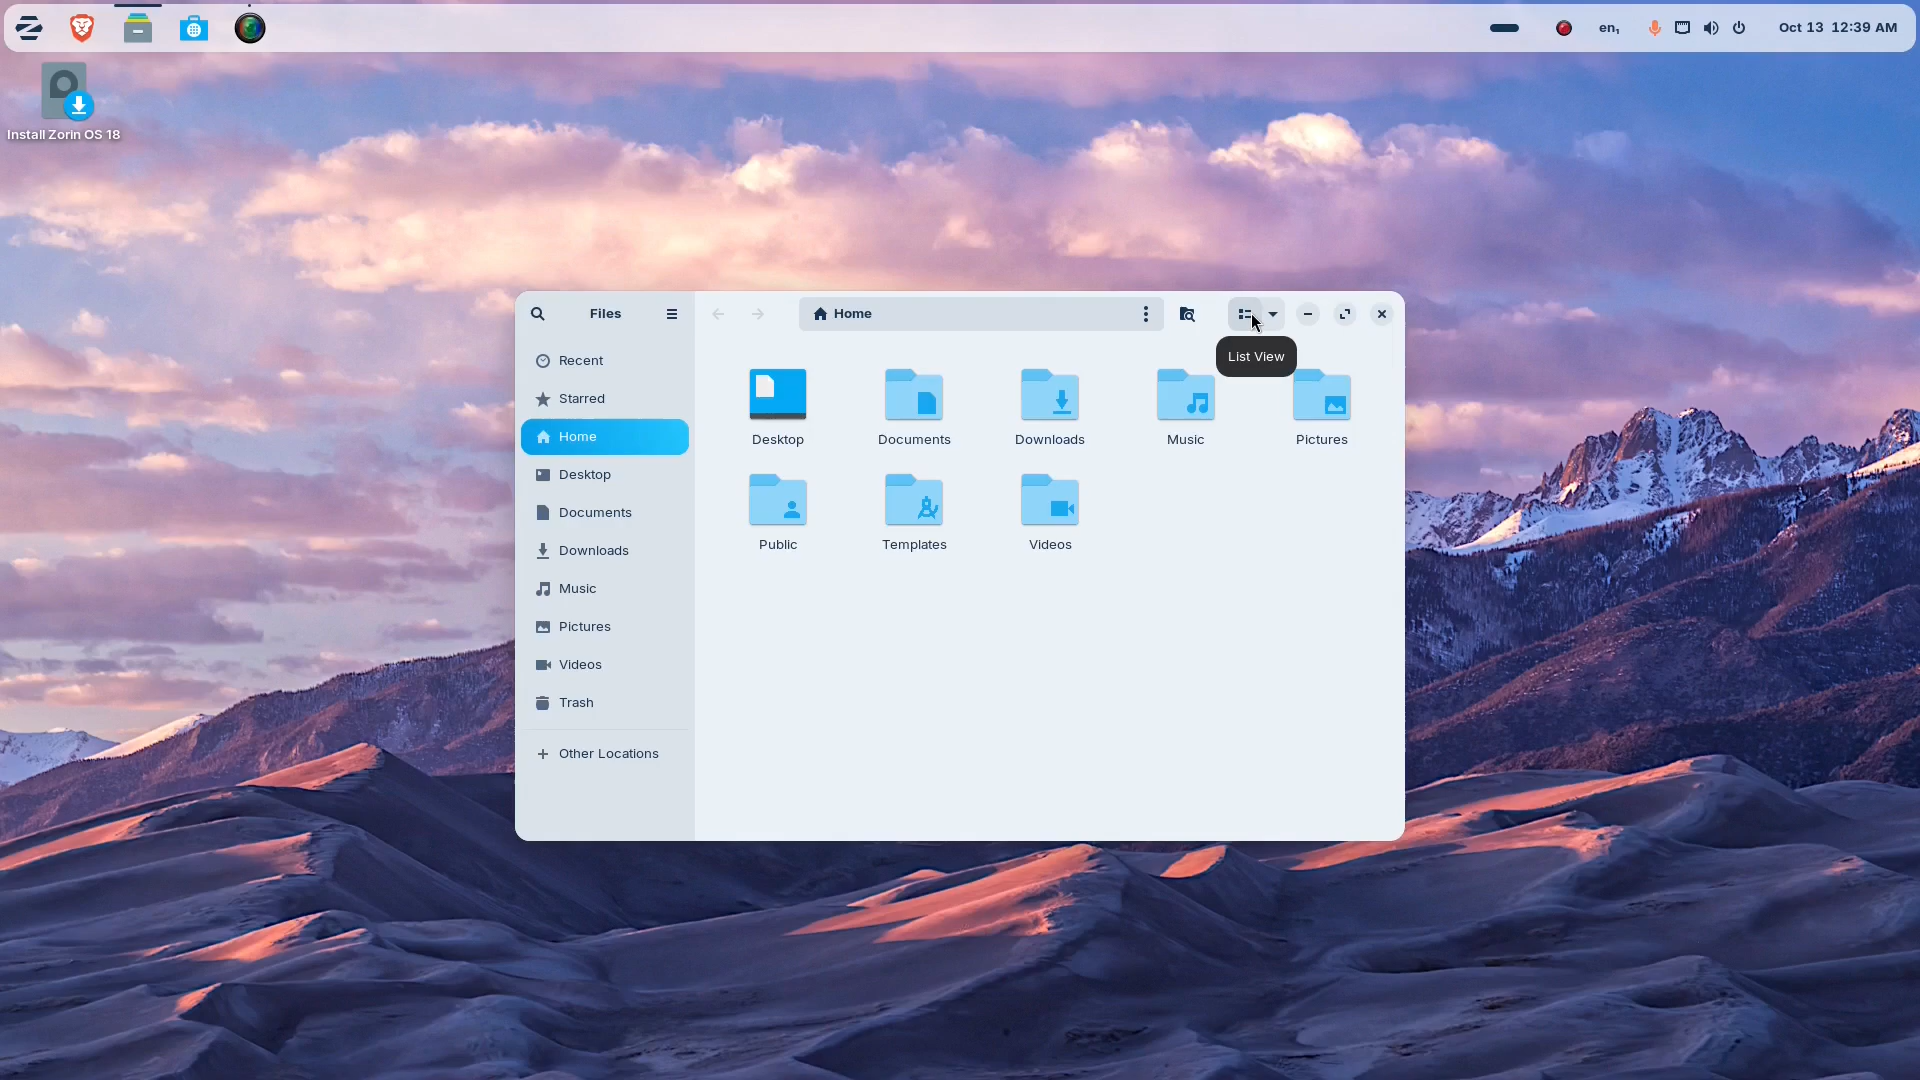 en₁
Oct 13 12:39 AM
Install Zorin OS 18
Files
Home
List View
Recent
Starred
Home
Desktop
Documents
Downloads
Music
Pictures
Videos
Trash
Other Locations
Desktop
Documents
Downloads
Music
Pictures
Public
Templates
Videos